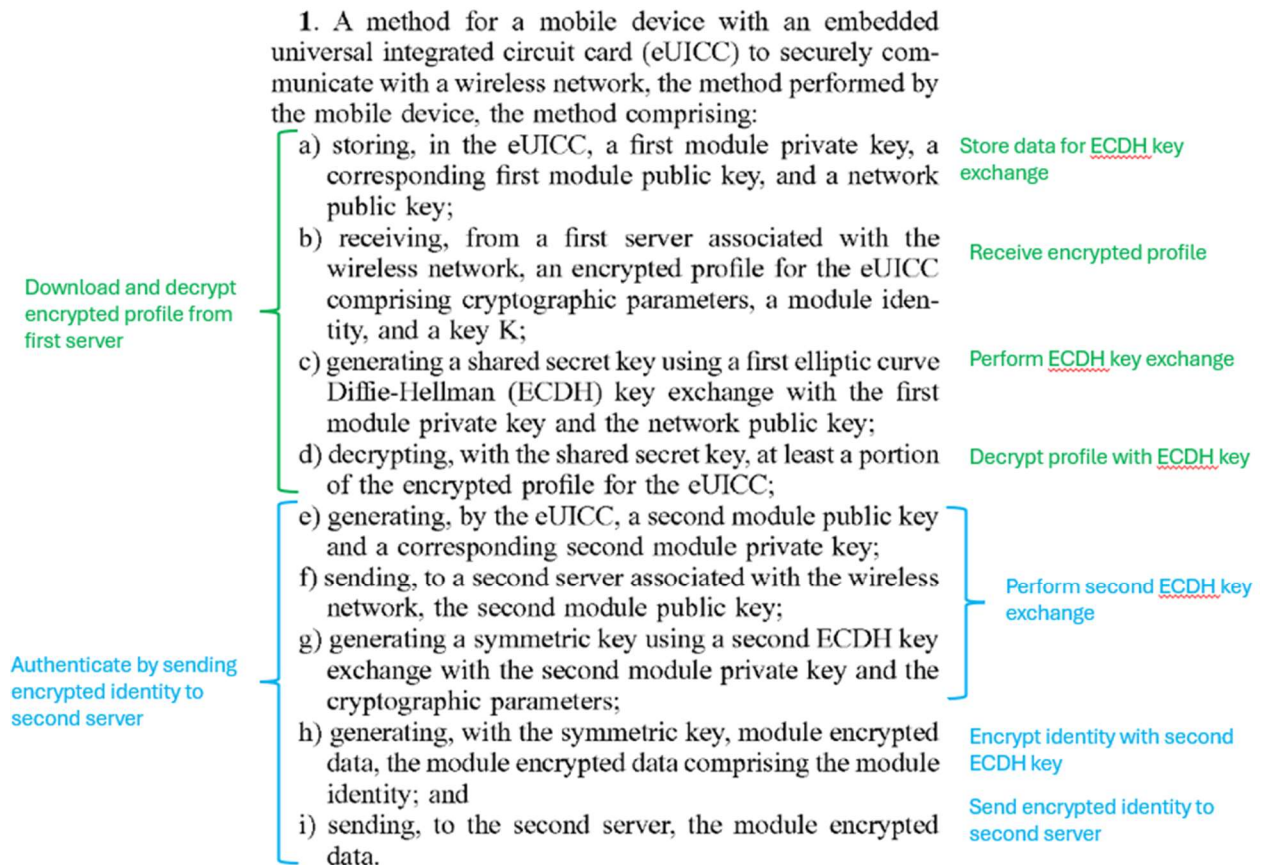 1. A method for a mobile device with an embedded
universal integrated circuit card (eUICC) to securely com-
municate with a wireless network, the method performed by
the mobile device, the method comprising:
a) storing, in the eUICC, a first module private key, a
corresponding first module public key, and a network
public key;
b) receiving, from a first server associated with the
wireless network, an encrypted profile for the eUICC
comprising cryptographic parameters, a module iden-
tity, and a key K;
c) generating a shared secret key using a first elliptic curve
Diffie-Hellman (ECDH) key exchange with the first
module private key and the network public key;
d) decrypting, with the shared secret key, at least a portion
of the encrypted profile for the eUICC;
e) generating, by the eUICC, a second module public key
and a corresponding second module private key;
f) sending, to a second server associated with the wireless
network, the second module public key;
g) generating a symmetric key using a second ECDH key
exchange with the second module private key and the
cryptographic parameters;
h) generating, with the symmetric key, module encrypted
data, the module encrypted data comprising the module
identity; and
i) sending, to the second server, the module encrypted
data.
Download and decrypt
encrypted profile from
first server
Authenticate by sending
encrypted identity to
second server
Store data for ECDH key
exchange
Receive encrypted profile
Perform ECDH key exchange
Decrypt profile with ECDH key
Perform second ECDH key
exchange
Encrypt identity with second
ECDH key
Send encrypted identity to
second server